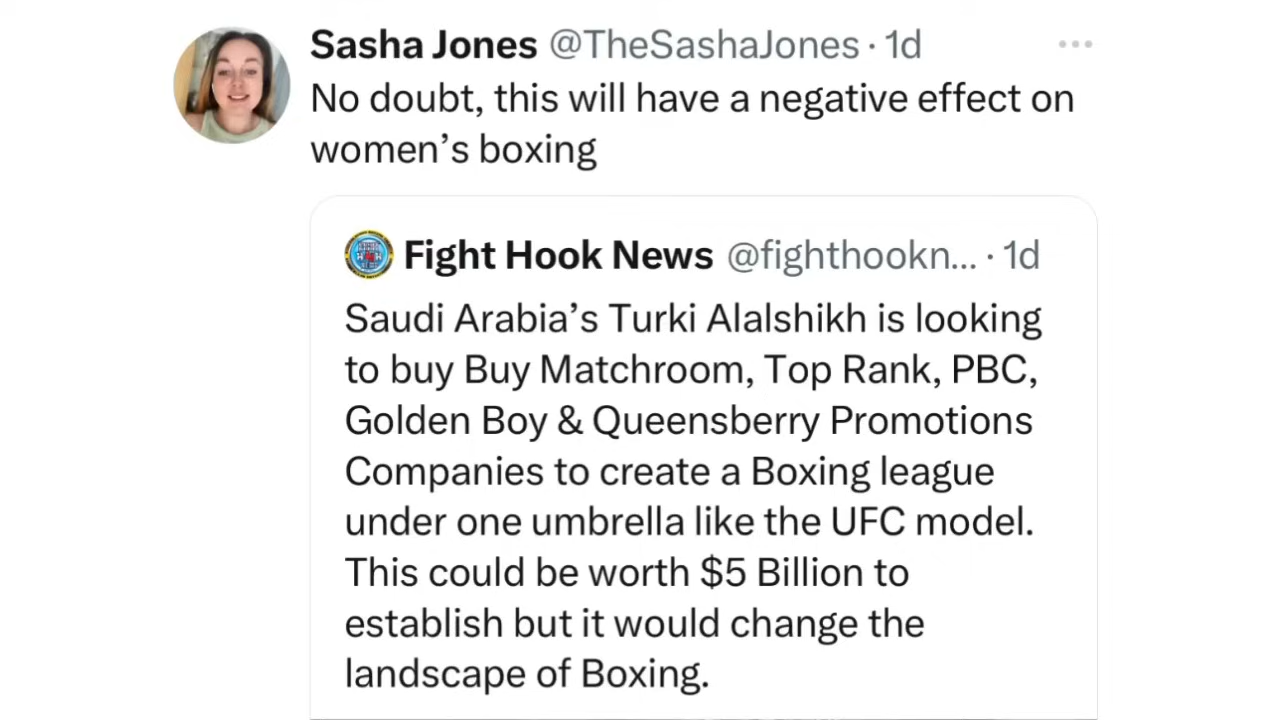 Sasha Jones @TheSashaJones · 1d
No doubt, this will have a negative effect on
women’s boxing
Fight Hook News @fighthookn... · 1d
Saudi Arabia’s Turki Alalshikh is looking
to buy Buy Matchroom, Top Rank, PBC,
Golden Boy & Queensberry Promotions
Companies to create a Boxing league
under one umbrella like the UFC model.
This could be worth $5 Billion to
establish but it would change the
landscape of Boxing.